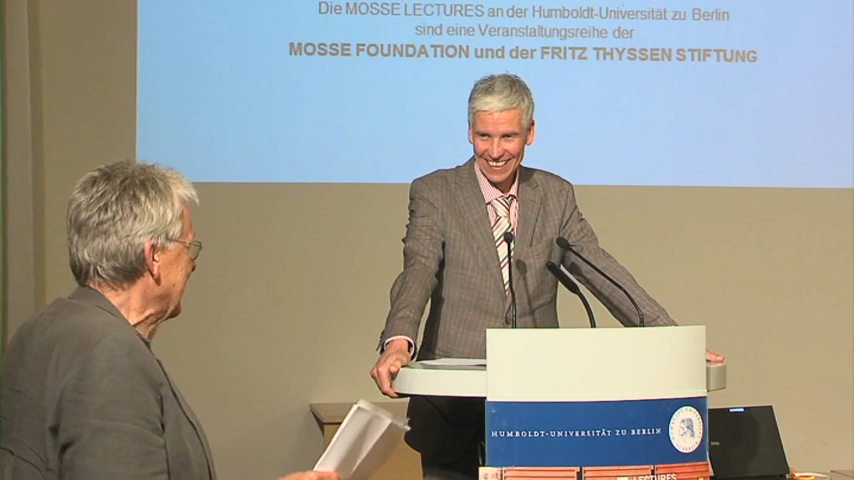 Die MOSSE LECTURES an der Humboldt-Universität zu Berlin
sind eine Veranstaltungsreihe der
MOSSE FOUNDATION und der FRITZ THYSSEN STIFTUNG
HUMBOLDT-UNIVERSITÄT ZU BERLIN
LECTURES